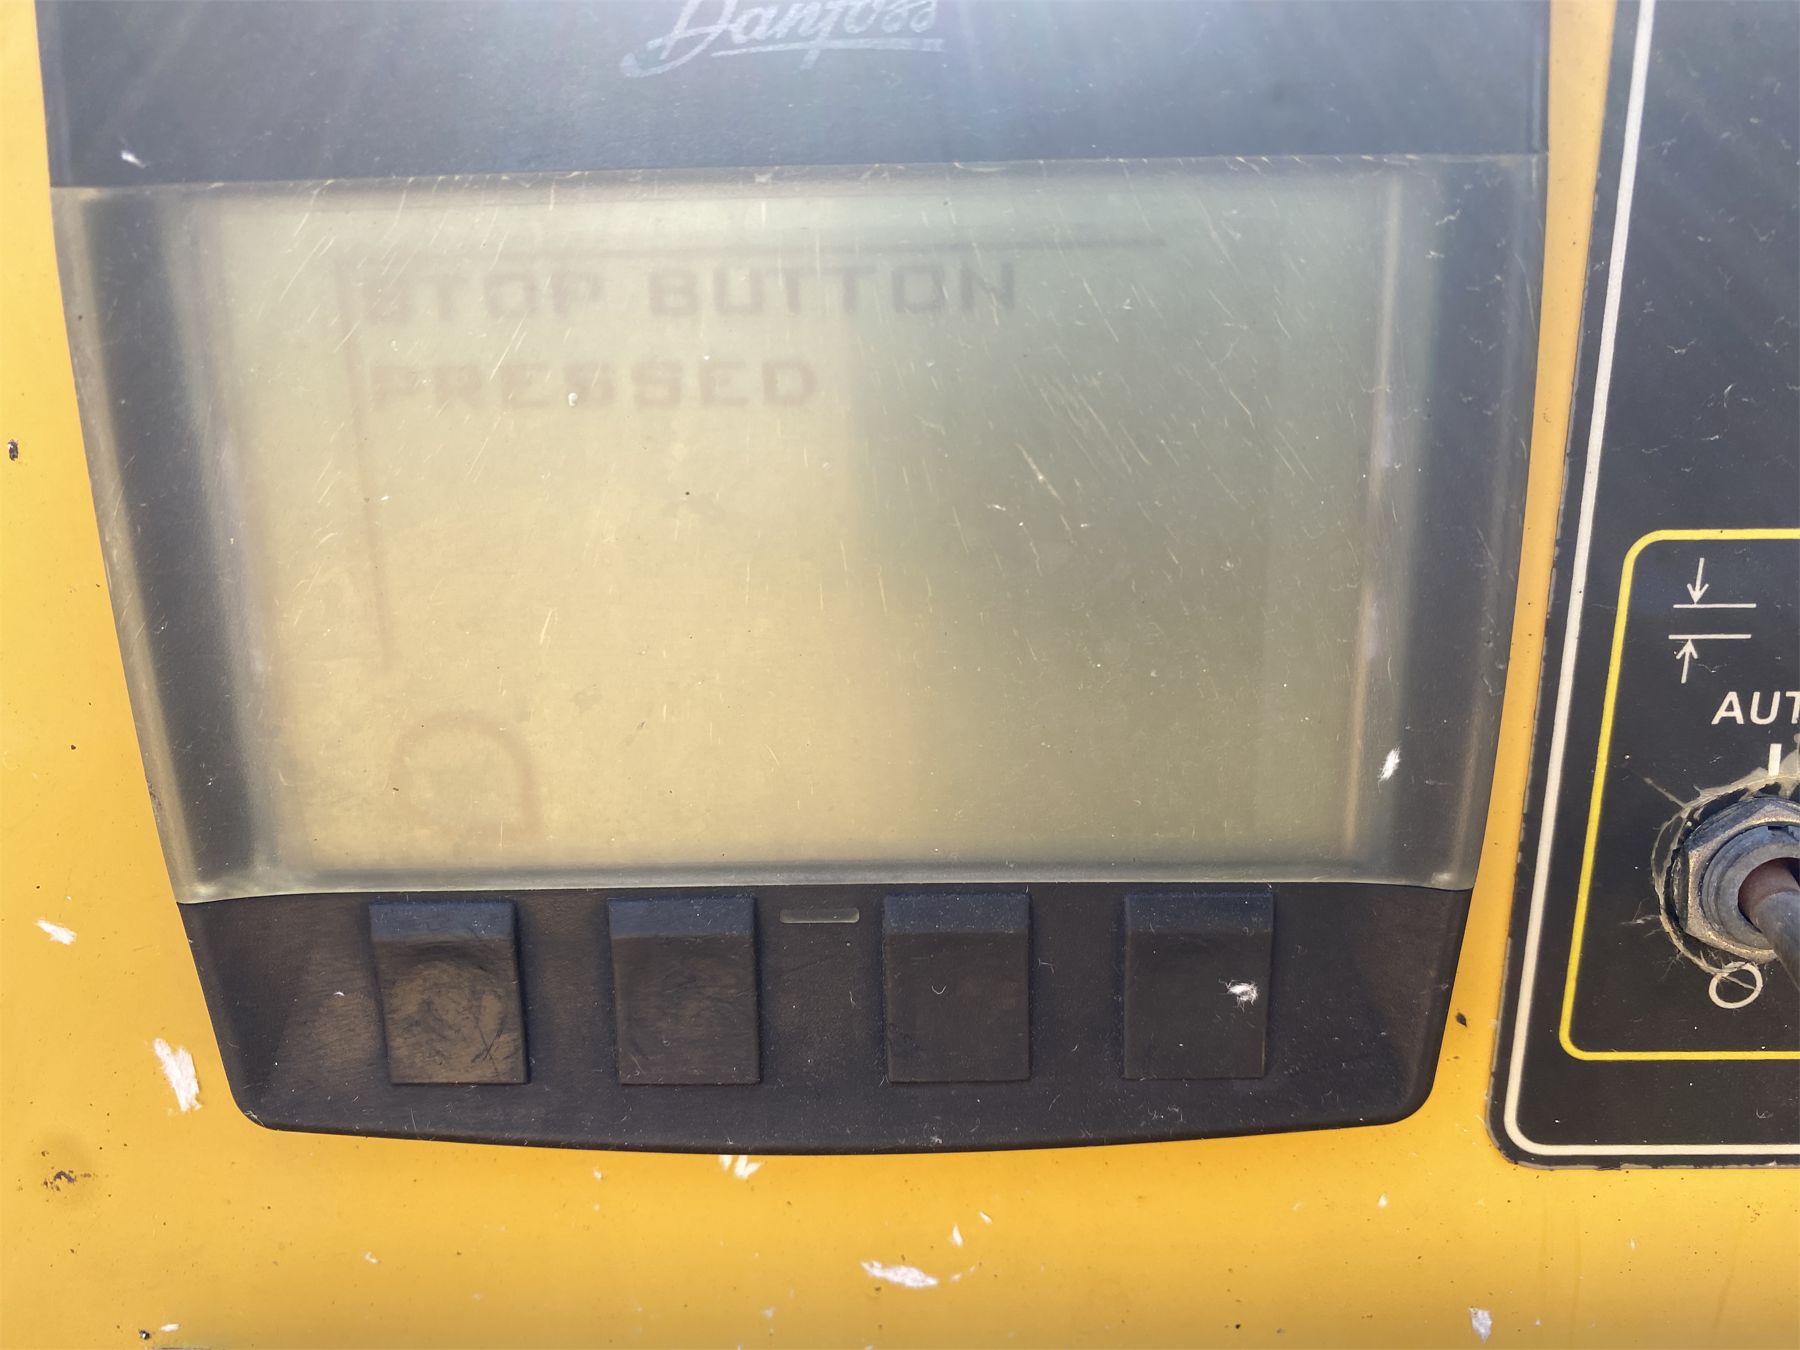 Danfoss
STOP BUTTON
PRESSED
AUT